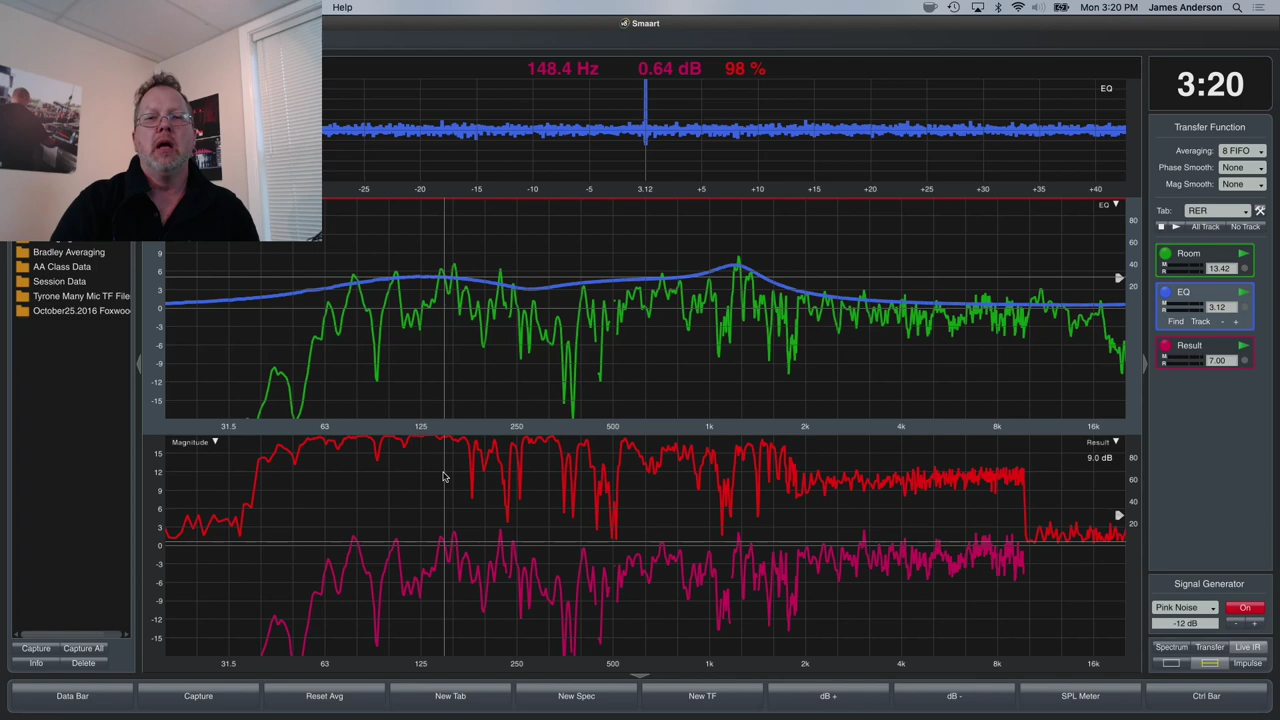 Help
Mon 3:20 PM James Anderson
Smaart
148.4 Hz 0.64 dB 98 %
EQ
-25 -20 -15 -10 -5 3.12 +5 +10 +15 +20 +25 +30 +35 +40
EQ
9
6
3
0
-3
-6
-9
-12
-15
80
60
40
20
31.5 63 125 250 500 1k 2k 4k 8k 16k
Magnitude
Result
9.0 dB
15
12
9
6
3
0
-3
-6
-9
-12
-15
80
60
40
20
31.5 63 125 250 500 1k 2k 4k 8k 16k
Bradley Averaging
AA Class Data
Session Data
Tyrone Many Mic TF File
October25.2016 Foxwoo
Capture Capture All
Info Delete
3:20
Transfer Function
Averaging: 8 FIFO
Phase Smooth: None
Mag Smooth: None
Tab: RER
All Track No Track
Room
M
R
13.42
EQ
M
R
3.12
Find Track - +
Result
M
R
7.00
Signal Generator
Pink Noise On
-12 dB - +
Spectrum Transfer Live IR
Impulse
Data Bar Capture Reset Avg New Tab New Spec New TF dB + dB - SPL Meter Ctrl Bar